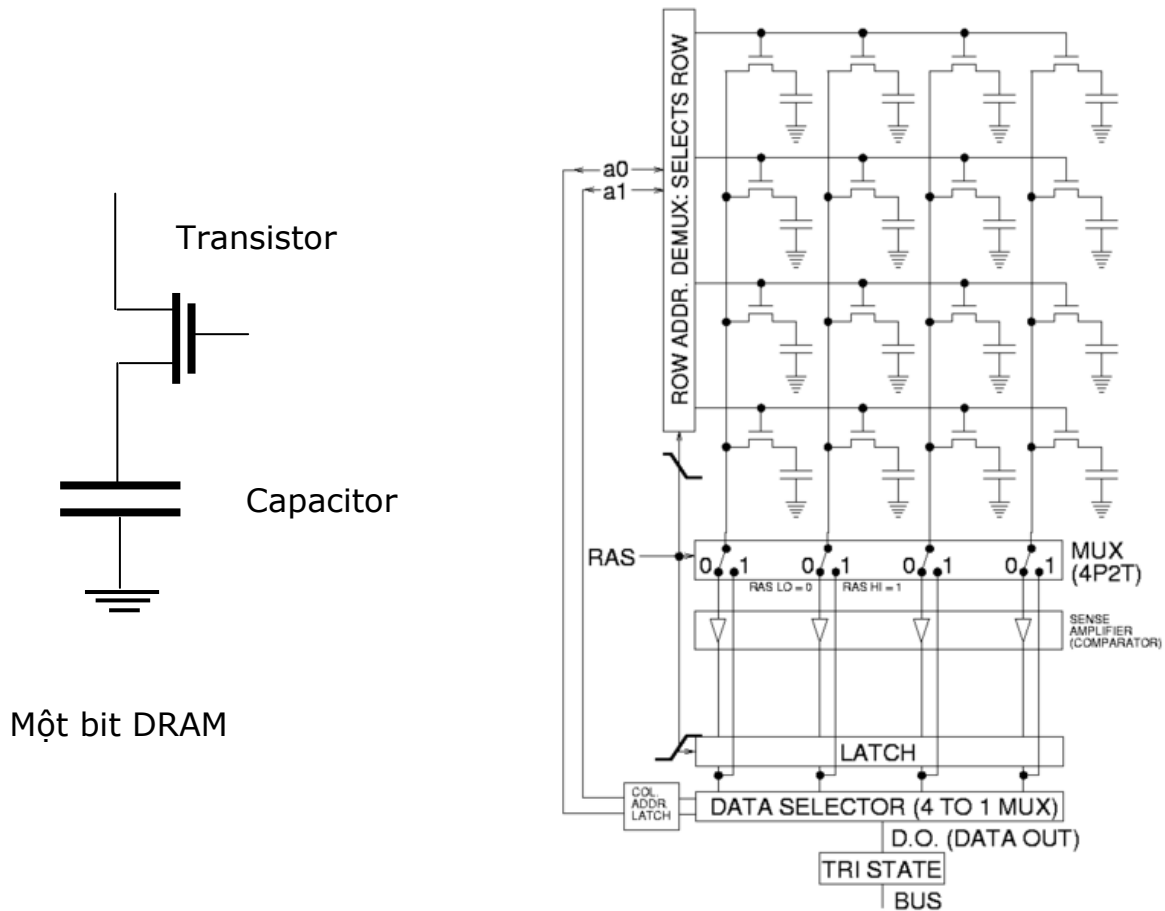 Transistor
Capacitor
Một bit DRAM
ROW ADDR. DEMUX: SELECTS ROW
a0
a1
RAS
0 1 0 1 0 1 0 1
RAS LO = 0 RAS HI = 1
MUX
(4P2T)
SENSE
AMPLIFIER
(COMPARATOR)
LATCH
COL.
ADDR.
LATCH
DATA SELECTOR (4 TO 1 MUX)
D.O. (DATA OUT)
TRI STATE
BUS